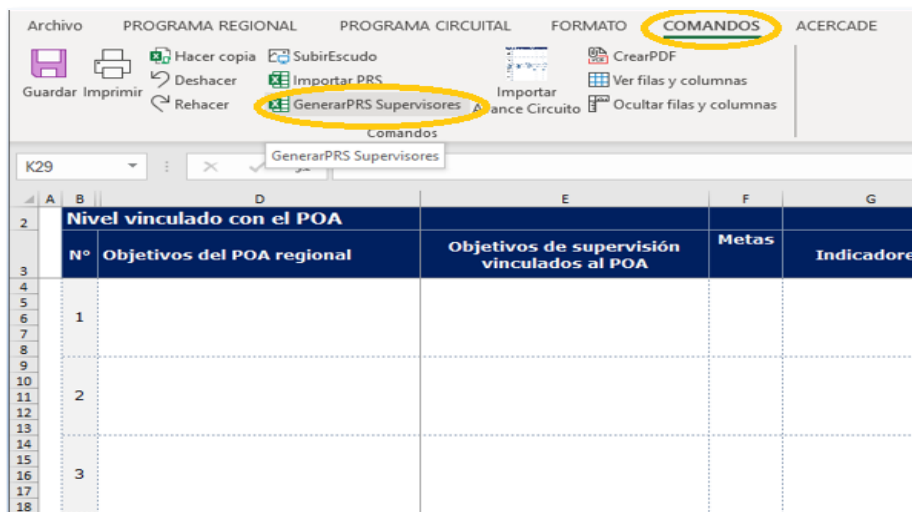 Archivo PROGRAMA REGIONAL PROGRAMA CIRCUITAL FORMATO COMANDOS ACERCADE
Guardar Imprimir
Hacer copia
Deshacer
Rehacer
SubirEscudo
Importar PRS
GenerarPRS Supervisores
Importar
Avance Circuito
CrearPDF
Ver filas y columnas
Ocultar filas y columnas
Comandos
GenerarPRS Supervisores
K29
A B D E F G
2 Nivel vinculado con el POA
3 N° Objetivos del POA regional Objetivos de supervisión vinculados al POA Metas Indicadore
4
5
6
7
8
1
9
10
11
12
13
2
14
15
16
17
18
3